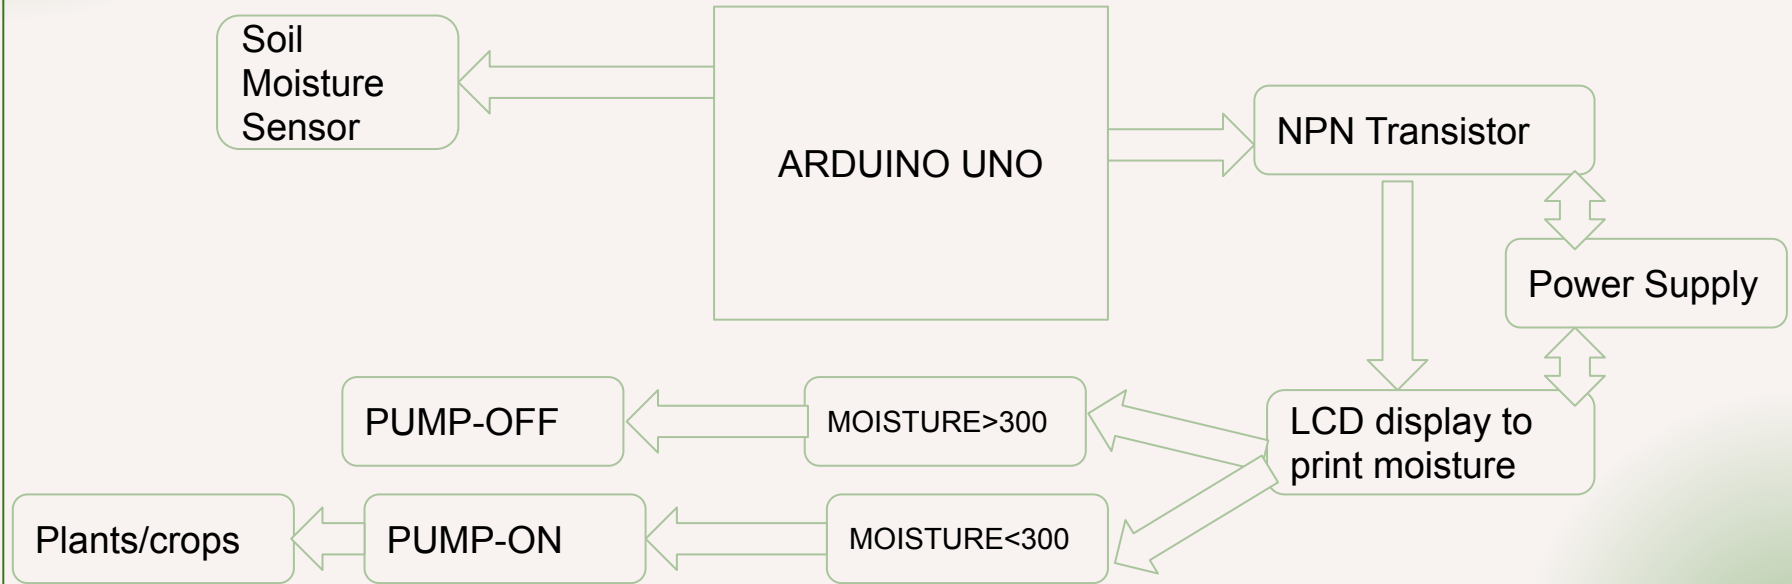 Soil
Moisture
Sensor
ARDUINO UNO
NPN Transistor
Power Supply
LCD display to
print moisture
MOISTURE>300
PUMP-OFF
MOISTURE<300
PUMP-ON
Plants/crops